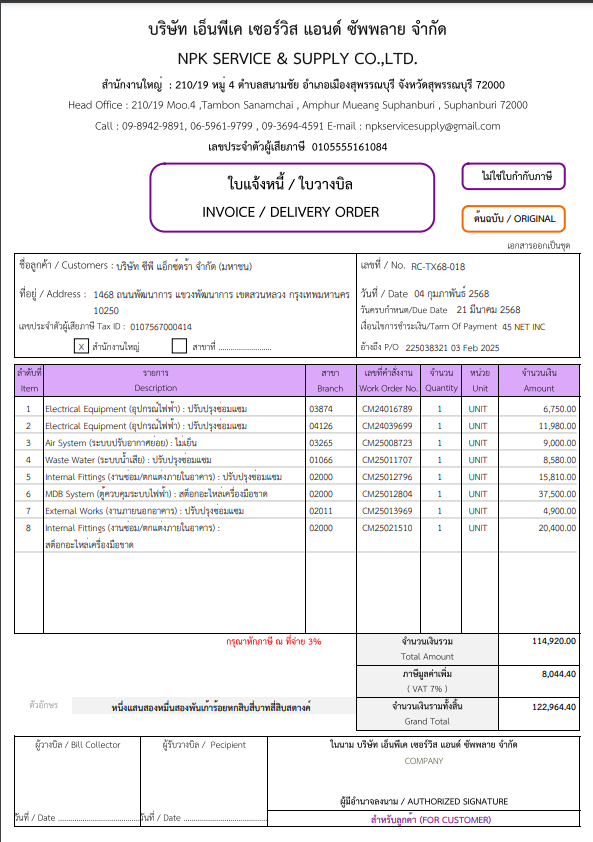 บริษัท เอ็นพีเค เซอร์วิส แอนด์ ซัพพลาย จำกัด
NPK SERVICE & SUPPLY CO.,LTD.
สำนักงานใหญ่ : 210/19 หมู่ 4 ตำบลสนามชัย อำเภอเมืองสุพรรณบุรี จังหวัดสุพรรณบุรี 72000
Head Office : 210/19 Moo.4 ,Tambon Sanamchai , Amphur Mueang Suphanburi , Suphanburi 72000
Call : 09-8942-9891, 06-5961-9799 , 09-3694-4591 E-mail : npkservicesupply@gmail.com
เลขประจำตัวผู้เสียภาษี 0105555161084
ใบแจ้งหนี้ / ใบวางบิล
INVOICE / DELIVERY ORDER
ไม่ใช่ใบกำกับภาษี
ต้นฉบับ / ORIGINAL
เอกสารออกเป็นชุด
ชื่อลูกค้า / Customers : บริษัท ซีพี แอ็กซ์ตร้า จำกัด (มหาชน)
ที่อยู่ / Address : 1468 ถนนพัฒนาการ แขวงพัฒนาการ เขตสวนหลวง กรุงเทพมหานคร
10250
เลขประจำตัวผู้เสียภาษี Tax ID : 0107567000414
X สำนักงานใหญ่ สาขาที่ ........................
เลขที่ / No. RC-TX68-018
วันที่ / Date 04 กุมภาพันธ์ 2568
วันครบกำหนด/Due Date 21 มีนาคม 2568
เงื่อนไขการชำระเงิน/Tarm Of Payment 45 NET INC
อ้างถึง P/O 225038321 03 Feb 2025
ลำดับที่ รายการ สาขา เลขที่คำสั่งงาน จำนวน หน่วย จำนวนเงิน
Item Description Branch Work Order No. Quantity Unit Amount
1 Electrical Equipment (อุปกรณ์ไฟฟ้า) : ปรับปรุงซ่อมแซม 03874 CM24016789 1 UNIT 6,750.00
2 Electrical Equipment (อุปกรณ์ไฟฟ้า) : ปรับปรุงซ่อมแซม 04126 CM24039699 1 UNIT 11,980.00
3 Air System (ระบบปรับอากาศย่อย) : ไม่เย็น 03265 CM25008723 1 UNIT 9,000.00
4 Waste Water (ระบบน้ำเสีย) : ปรับปรุงซ่อมแซม 01066 CM25011707 1 UNIT 8,580.00
5 Internal Fittings (งานซ่อม/ตกแต่งภายในอาคาร) : ปรับปรุงซ่อมแซม 02000 CM25012796 1 UNIT 15,810.00
6 MDB System (ตู้ควบคุมระบบไฟฟ้า) : สต็อกอะไหล่เครื่องมือขาด 02000 CM25012804 1 UNIT 37,500.00
7 External Works (งานภายนอกอาคาร) : ปรับปรุงซ่อมแซม 02011 CM25013969 1 UNIT 4,900.00
8 Internal Fittings (งานซ่อม/ตกแต่งภายในอาคาร) : 02000 CM25021510 1 UNIT 20,400.00
สต็อกอะไหล่เครื่องมือขาด
กรุณาหักภาษี ณ ที่จ่าย 3%
จำนวนเงินรวม 114,920.00
Total Amount
ภาษีมูลค่าเพิ่ม 8,044.40
( VAT 7% )
ตัวอักษร หนึ่งแสนสองหมื่นสองพันเก้าร้อยหกสิบสี่บาทสี่สิบสตางค์
จำนวนเงินรวมทั้งสิ้น 122,964.40
Grand Total
ผู้วางบิล / Bill Collector
ผู้รับวางบิล / Pecipient
ในนาม บริษัท เอ็นพีเค เซอร์วิส แอนด์ ซัพพลาย จำกัด
COMPANY
ผู้มีอำนาจลงนาม / AUTHORIZED SIGNATURE
วันที่ / Date ...................................
วันที่ / Date ...................................
สำหรับลูกค้า (FOR CUSTOMER)